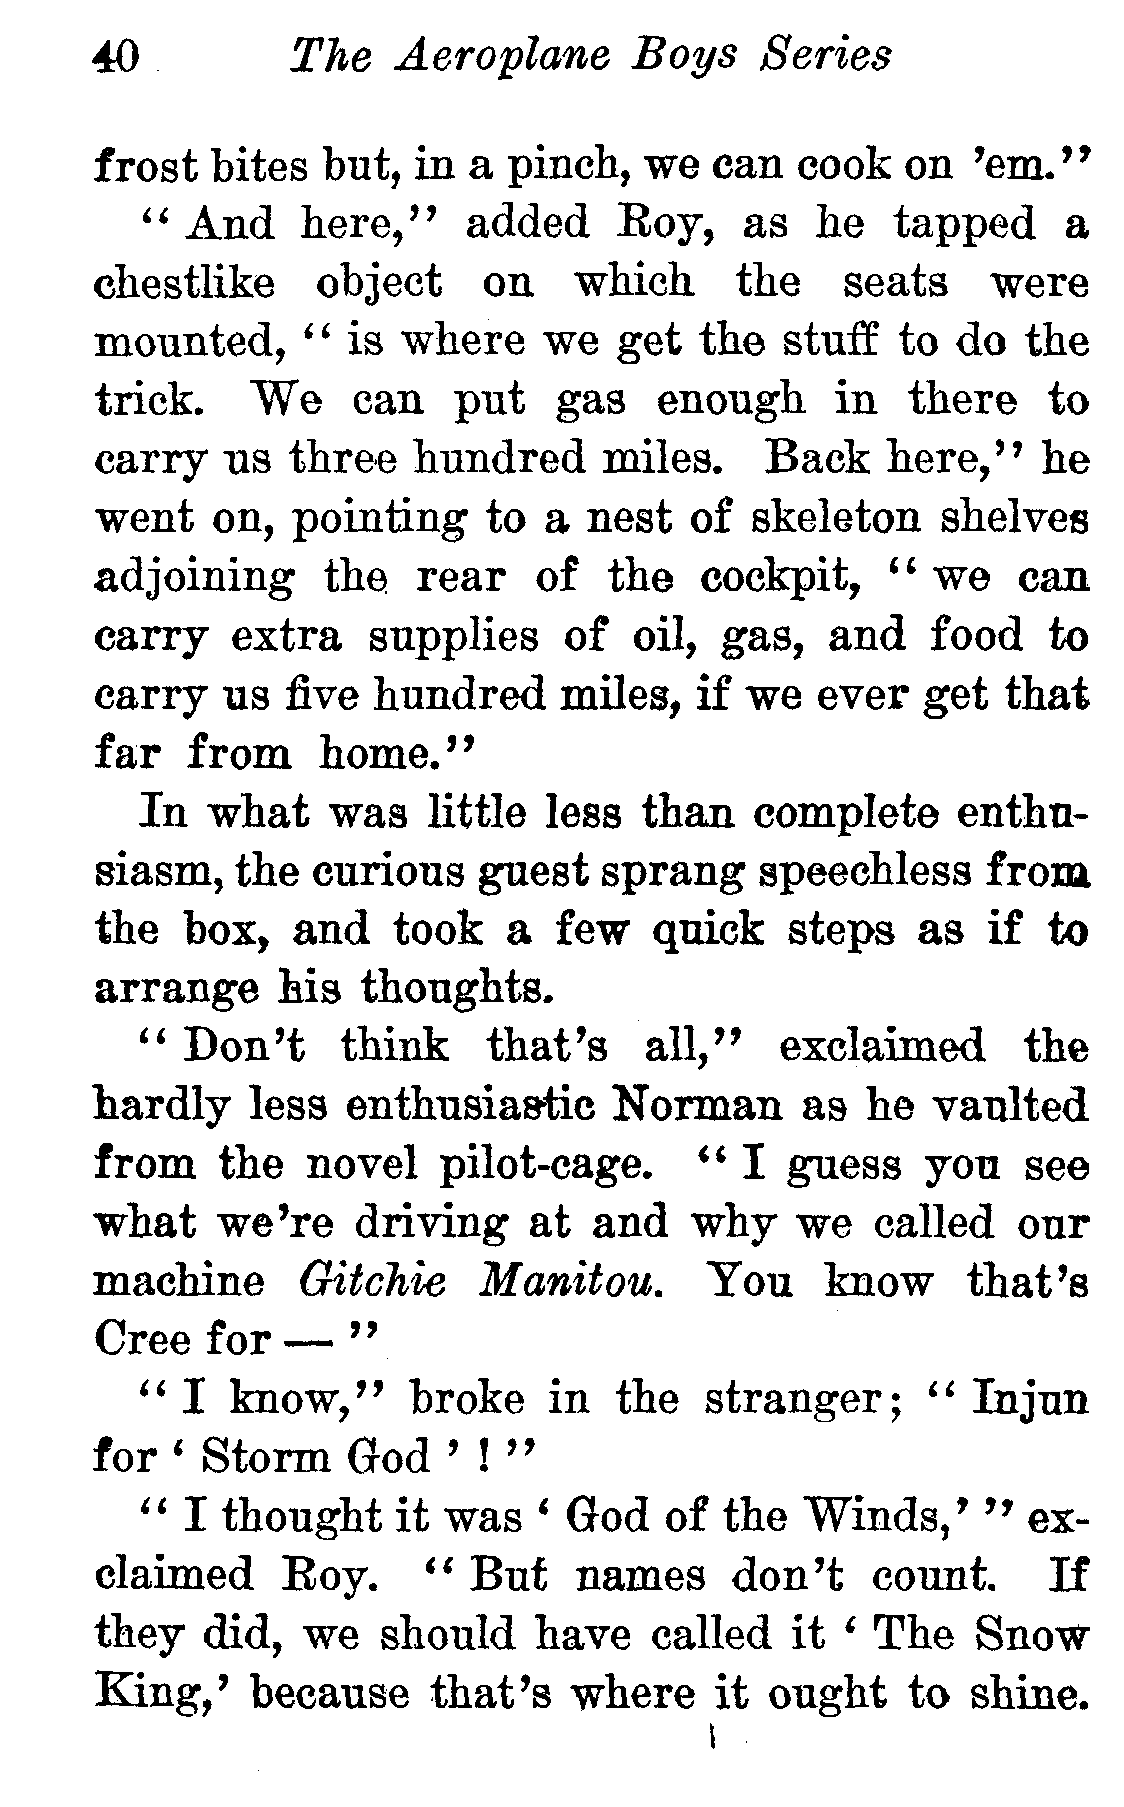 40 The Aeroplane Boys Series
frost bites but, in a pinch, we can cook on 'em."
" And here," added Roy, as he tapped a
chestlike object on which the seats were
mounted, " is where we get the stuff to do the
trick. We can put gas enough in there to
carry us three hundred miles. Back here," he
went on, pointing to a nest of skeleton shelves
adjoining the rear of the cockpit, " we can
carry extra supplies of oil, gas, and food to
carry us five hundred miles, if we ever get that
far from home."
In what was little less than complete enthu-
siasm, the curious guest sprang speechless from
the box, and took a few quick steps as if to
arrange his thoughts.
" Don't think that's all," exclaimed the
hardly less enthusiastic Norman as he vaulted
from the novel pilot-cage. " I guess you see
what we're driving at and why we called our
machine Gitchie Manitou. You know that's
Cree for — "
" I know," broke in the stranger; " Injun
for ' Storm God ' ! "
" I thought it was ' God of the Winds,' " ex-
claimed Roy. " But names don't count. If
they did, we should have called it ' The Snow
King,' because that's where it ought to shine.